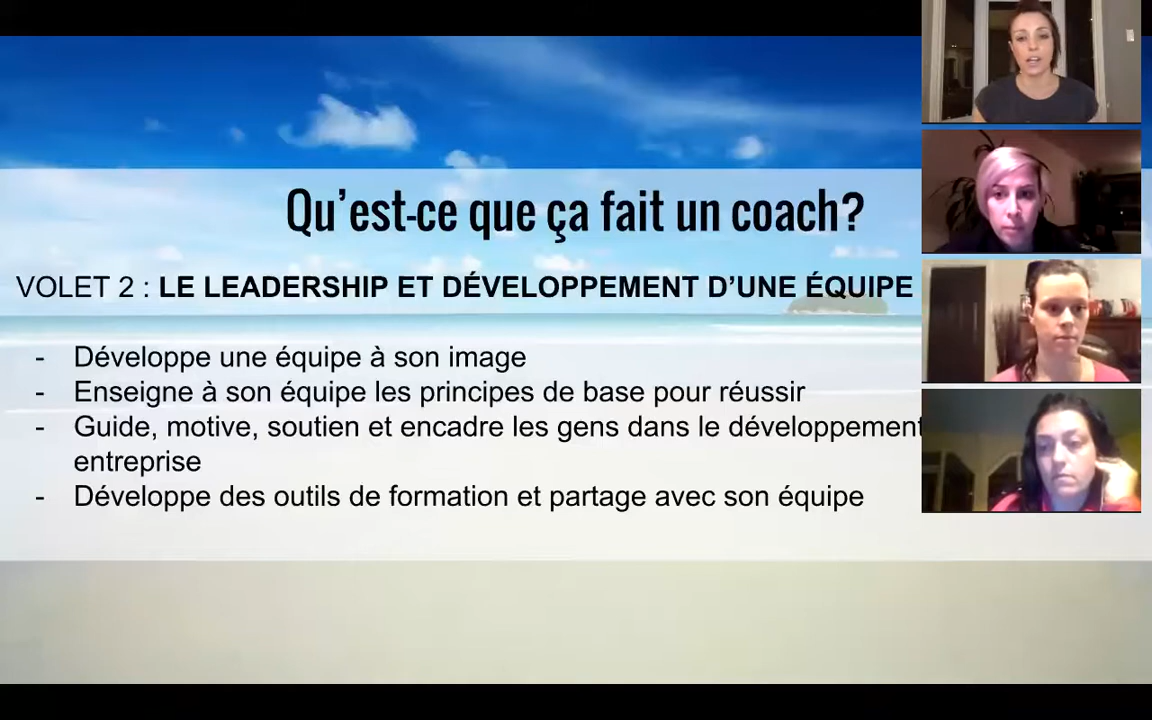 Qu’est-ce que ça fait un coach?
VOLET 2 : LE LEADERSHIP ET DÉVELOPPEMENT D’UNE ÉQUIPE
- Développe une équipe à son image
- Enseigne à son équipe les principes de base pour réussir
- Guide, motive, soutien et encadre les gens dans le développement
entreprise
- Développe des outils de formation et partage avec son équipe